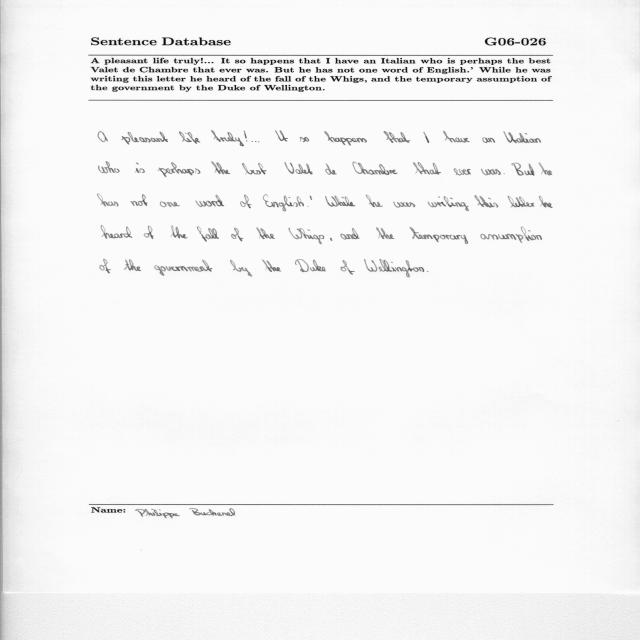 Sentence Database G06-026
A pleasant life truly!... It so happens that I have an Italian who is perhaps the best
Valet de Chambre that ever was. But he has not one word of English.' While he was
writing this letter he heard of the fall of the Whigs, and the temporary assumption of
the government by the Duke of Wellington.
A pleasant life truly!... It so happens that I have an Italian
who is perhaps the best Valet de Chambre that ever was. But he
has not one word of English.' While he was writing this letter he
heard of the fall of the Whigs, and the temporary assumption
of the government by the Duke of Wellington.
Name: Philippe Buchenel